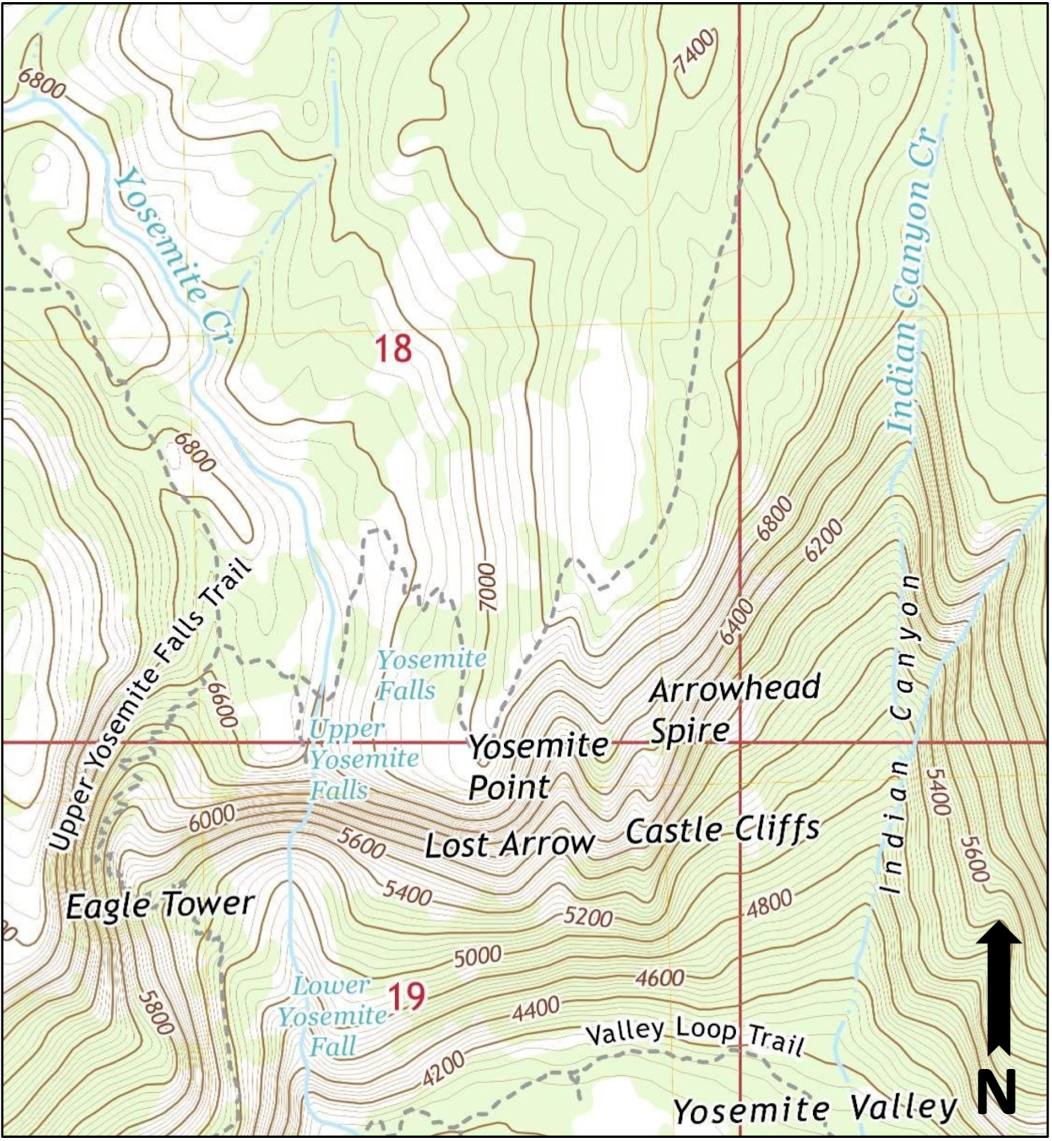 7400
6800
Yosemite Cr
Indian Canyon Cr
18
6800
6800
6200
Upper Yosemite Falls Trail
7000
6400
Yosemite
Falls
6600
Arrowhead
Spire
Indian Canyon
Upper
Yosemite
Falls
Yosemite
Point
6000
5600
Lost Arrow
Castle Cliffs
5400
5600
5400
Eagle Tower
5200
4800
5000
4600
5800
Lower
Yosemite
Fall
19
4400
4200
Valley Loop Trail
Yosemite Valley
N